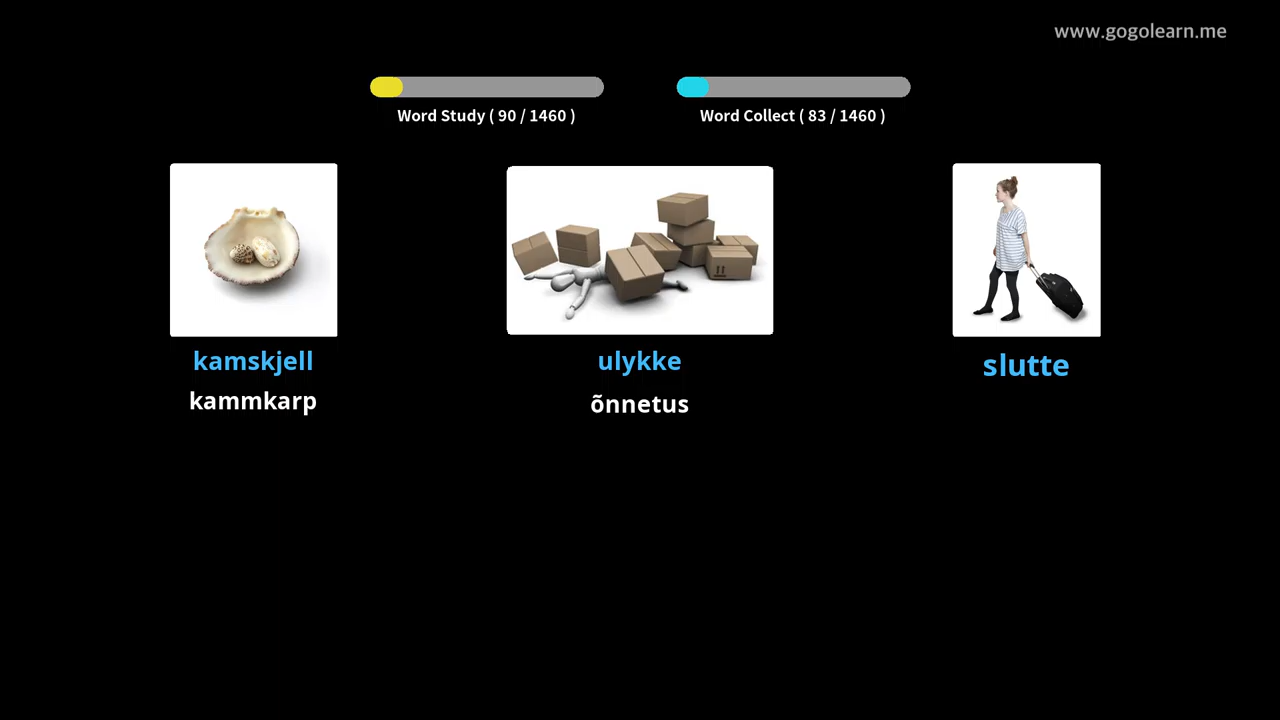 www.gogolearn.me
Word Study ( 90 / 1460 )
Word Collect ( 83 / 1460 )
kamskjell
kammkarp
ulykke
õnnetus
slutte